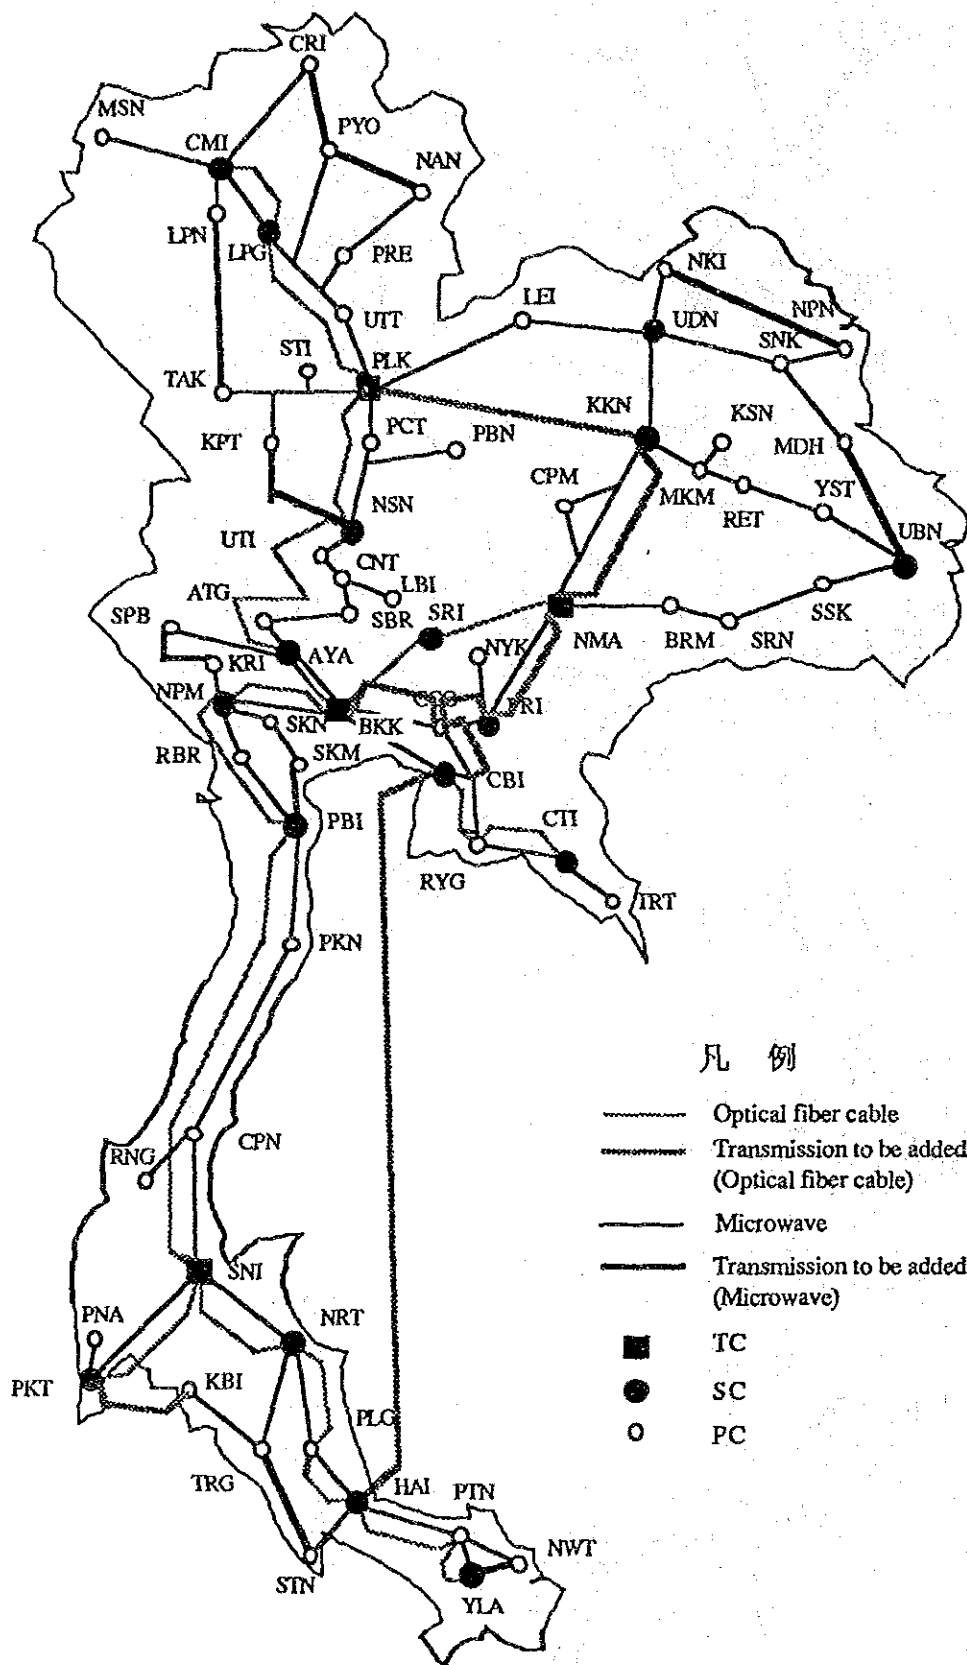 CRI
MSN
PYO
CMI
NAN
LPN
LPG
PRE
NKI
LEI
NPN
UTT
UDN
SNK
STI
PLK
TAK
KKN
KSN
KPT
PCT
PBN
MDH
CPM
MKM
YST
NSN
RET
UBN
UTI
CNT
ATG
LBI
SSK
SPB
SBR
SRI
NMA
BRM
SRN
KRI
AYA
NYK
NPM
SKN
BKK
PRI
RBR
SKM
CBI
PBI
CTI
RYG
TRT
PKN
凡 例
Optical fiber cable
Transmission to be added
(Optical fiber cable)
Microwave
Transmission to be added
(Microwave)
TC
SC
PC
CPN
RNG
SNI
PNA
NRT
PKT
KBI
PLG
TRG
HAI
PTN
NWT
STN
YLA